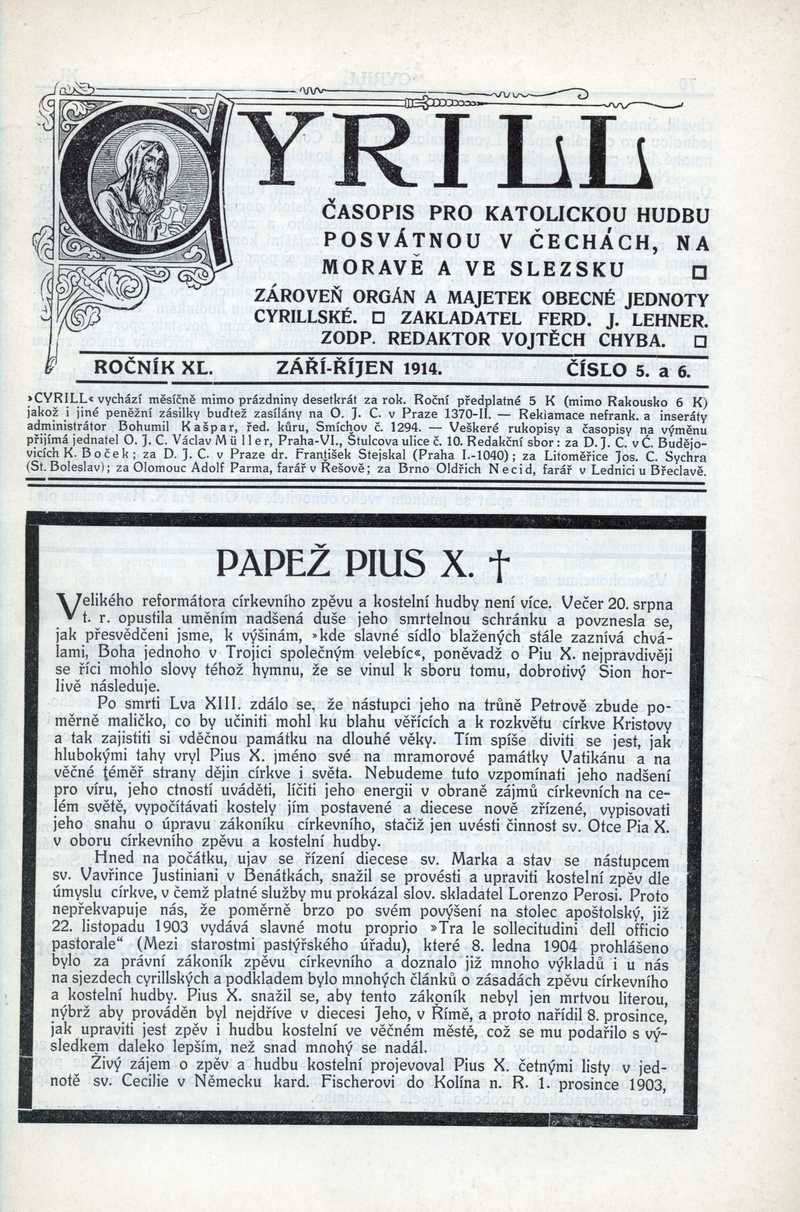 CYRILL
ČASOPIS PRO KATOLICKOU HUDBU
POSVÁTNOU V ČECHÁCH, NA
MORAVĚ A VE SLEZSKU
ZÁROVEŇ ORGÁN A MAJETEK OBECNÉ JEDNOTY
CYRILLSKÉ. □ ZAKLADATEL FERD. J. LEHNER.
ZODP. REDAKTOR VOJTĚCH CHYBA. □
ROČNÍK XL. ZÁŘÍ-ŘÍJEN 1914. ČÍSLO 5. a 6.
»CYRILL« vychází měsíčně mimo prázdniny desetkrát za rok. Roční předplatné 5 K (mimo Rakousko 6 K)
jakož i jiné peněžní zásilky buďtež zasílány na O. J. C. v Praze 1370-II. — Reklamace nefrank. a inseráty
administrátor Bohumil Kašpar, řed. kůru, Smíchov č. 1294. — Veškeré rukopisy a časopisy na výměnu
přijímá jednatel O. J. C. Václav Müller, Praha-VI., Štulcova ulice č. 10. Redakční sbor: za D. J. C. v Č. Buděјo-
vicích K. Boček; za D. J. C. v Praze dr. František Stejskal (Praha I.-1040); za Litoměřice Jos. C. Sychra
(St. Boleslav); za Olomouc Adolf Parma, farář v Řešově; za Brno Oldřich Necid, farář v Lednici u Břeclavě.
PAPEŽ PIUS X. †
Velikého reformátora církevního zpěvu a kostelní hudby není více. Večer 20. srpna
t. r. opustila uměním nadšená duše jeho smrtelnou schránku a povznesla se,
jak přesvědčeni jsme, k výšinám, »kde slavné sídlo blažených stále zaznívá chvá-
lami, Boha jednoho v Trojici společným velebíc«, poněvadž o Piu X. nejpravdivěji
se říci mohlo slovy téhož hymnu, že se vinul k sboru tomu, dobrotivý Sion hor-
livě následuje.
Po smrti Lva XIII. zdálo se, že nástupci jeho na trůně Petrově zbude po-
měrně maličko, co by učiniti mohl ku blahu věřících a k rozkvětu církve Kristovy
a tak zajistiti si vděčnou památku na dlouhé věky. Tím spíše diviti se jest, jak
hlubokými tahy vryl Pius X. jméno své na mramorové památky Vatikánu a na
věčné téměř strany dějin církve i světa. Nebudeme tuto vzpomínati jeho nadšení
pro víru, jeho ctností uváděti, líčiti jeho energii v obraně zájmů církevních na ce-
lém světě, vypočítávati kostely jím postavené a diecese nově zřízené, vypisovati
jeho snahu o úpravu zákoníku církevního, stačiž jen uvésti činnost sv. Otce Pia X.
v oboru církevního zpěvu a kostelní hudby.
Hned na počátku, ujav se řízení diecese sv. Marka a stav se nástupcem
sv. Vavřince Justiniani v Benátkách, snažil se provésti a upraviti kostelní zpěv dle
úmyslu církve, v čemž platné služby mu prokázal slov. skladatel Lorenzo Perosi. Proto
nepřekvapuje nás, že poměrně brzo po svém povýšení na stolec apoštolský, již
22. listopadu 1903 vydává slavné motu proprio »Tra le sollecitudini dell officio
pastorale“ (Mezi starostmi pastýřského úřadu), které 8. ledna 1904 prohlášeno
bylo za právní zákoník zpěvu církevního a doznalo již mnoho výkladů i u nás
na sjezdech cyrillských a podkladem bylo mnohých článků o zásadách zpěvu církevního
a kostelní hudby. Pius X. snažil se, aby tento zákoník nebyl jen mrtvou literou,
nýbrž aby prováděn byl nejdříve v diecesi Jeho, v Římě, a proto nařídil 8. prosince,
jak upraviti jest zpěv i hudbu kostelní ve věčném městě, což se mu podařilo s vý-
sledkem daleko lepším, než snad mnohý se nadál.
Živý zájem o zpěv a hudbu kostelní projevoval Pius X. četnými listy v jed-
notě sv. Cecilie v Německu kard. Fischerovi do Kolína n. R. 1. prosince 1903,